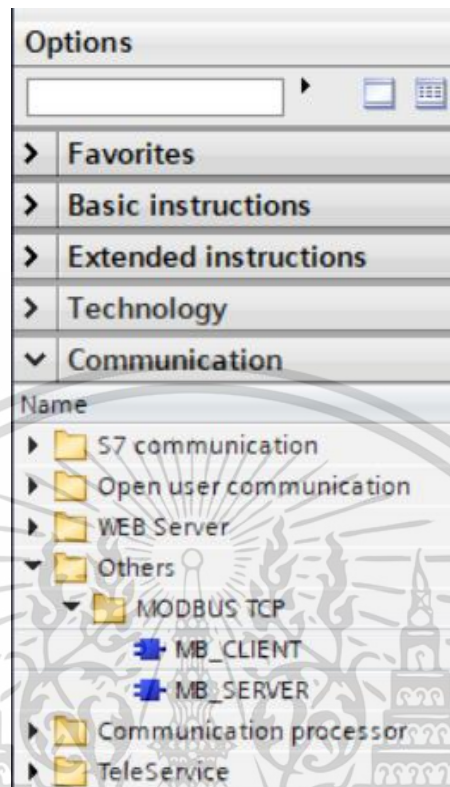 Options
Favorites
Basic instructions
Extended instructions
Technology
Communication
Name
S7 communication
Open user communication
WEB Server
Others
MODBUS TCP
MB_CLIENT
MB_SERVER
Communication processor
TeleService